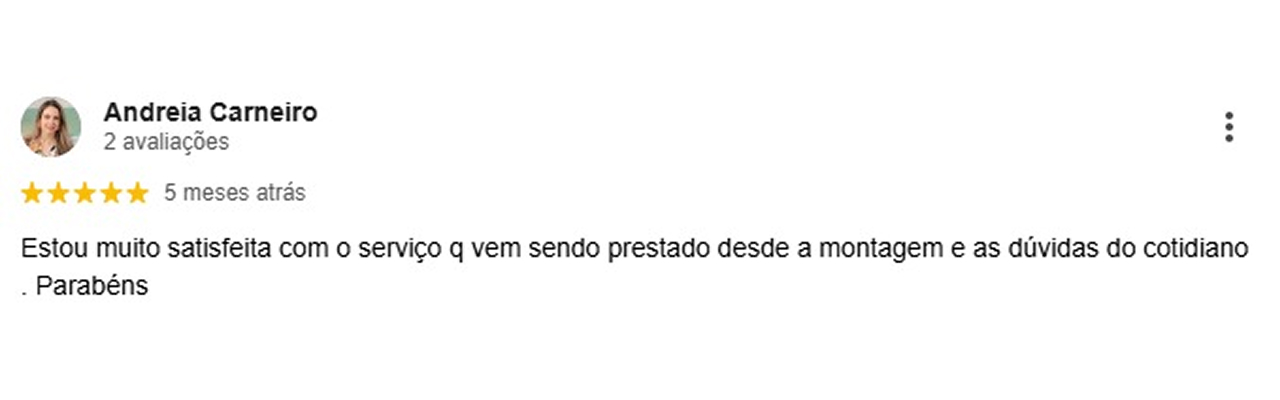 Andreia Carneiro
2 avaliações
5 meses atrás
Estou muito satisfeita com o serviço q vem sendo prestado desde a montagem e as dúvidas do cotidiano
. Parabéns